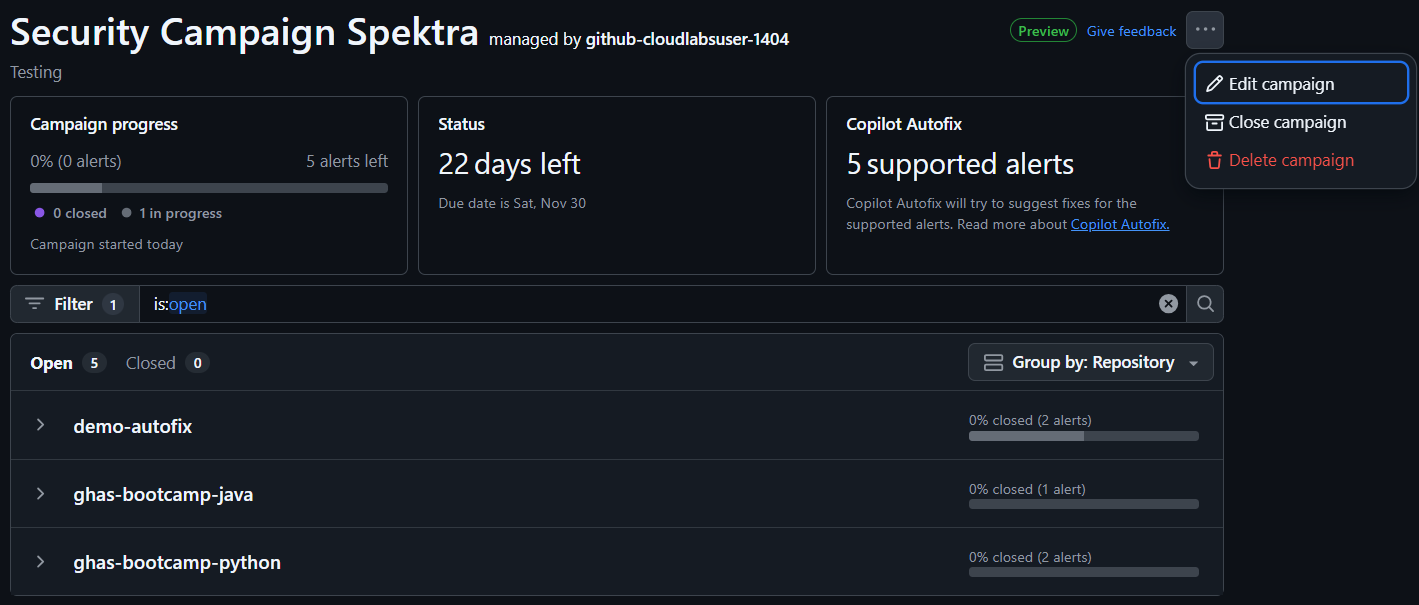 Security Campaign Spektra managed by github-cloudlabsuser-1404
Preview Give feedback
Testing
Edit campaign
Close campaign
Delete campaign
Campaign progress
0% (0 alerts) 5 alerts left
0 closed 1 in progress
Campaign started today
Status
22 days left
Due date is Sat, Nov 30
Copilot Autofix
5 supported alerts
Copilot Autofix will try to suggest fixes for the
supported alerts. Read more about Copilot Autofix.
Filter 1 is:open
Open 5 Closed 0 Group by: Repository
demo-autofix 0% closed (2 alerts)
ghas-bootcamp-java 0% closed (1 alert)
ghas-bootcamp-python 0% closed (2 alerts)